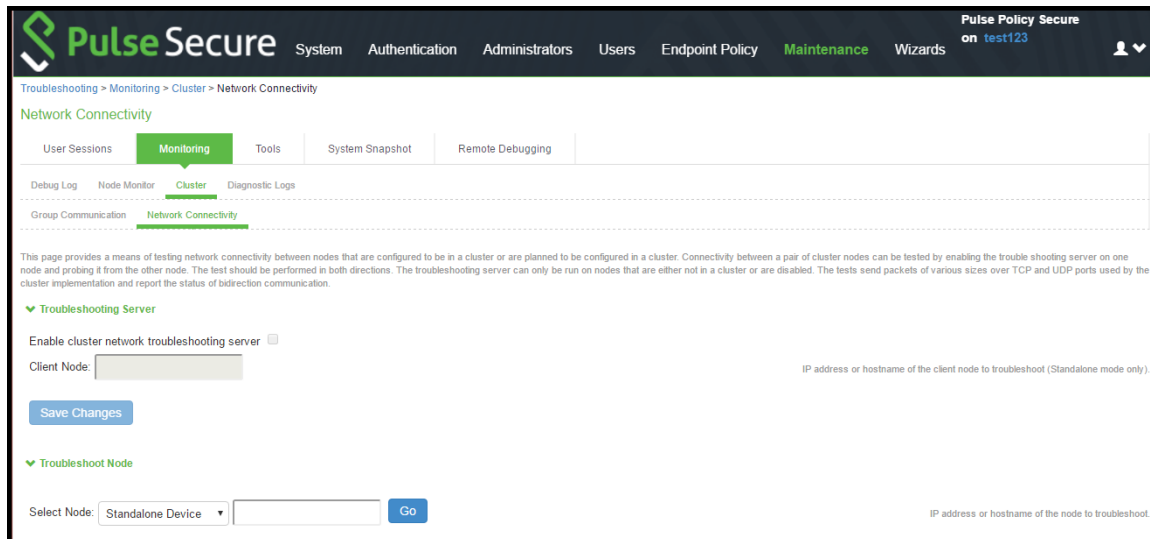 Pulse Secure System Authentication Administrators Users Endpoint Policy Maintenance Wizards
Pulse Policy Secure
on test123
Troubleshooting > Monitoring > Cluster > Network Connectivity
Network Connectivity
User Sessions Monitoring Tools System Snapshot Remote Debugging
Debug Log Node Monitor Cluster Diagnostic Logs
Group Communication Network Connectivity
This page provides a means of testing network connectivity between nodes that are configured to be in a cluster or are planned to be configured in a cluster. Connectivity between a pair of cluster nodes can be tested by enabling the trouble shooting server on one
node and probing it from the other node. The test should be performed in both directions. The troubleshooting server can only be run on nodes that are either not in a cluster or are disabled. The tests send packets of various sizes over TCP and UDP ports used by the
cluster implementation and report the status of bidirection communication.
Troubleshooting Server
Enable cluster network troubleshooting server
Client Node: IP address or hostname of the client node to troubleshoot (Standalone mode only).
Save Changes
Troubleshoot Node
Select Node: Standalone Device Go IP address or hostname of the node to troubleshoot.